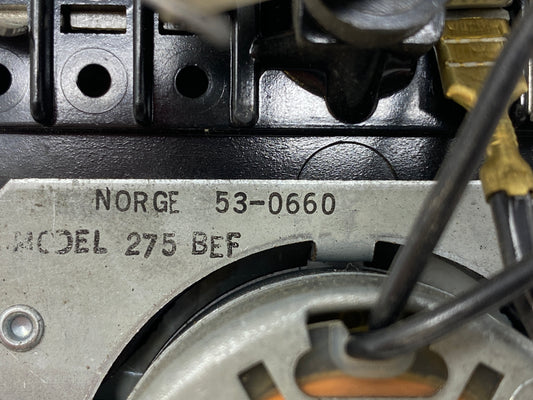 NORGE 53-0660
MODEL 275 BEF